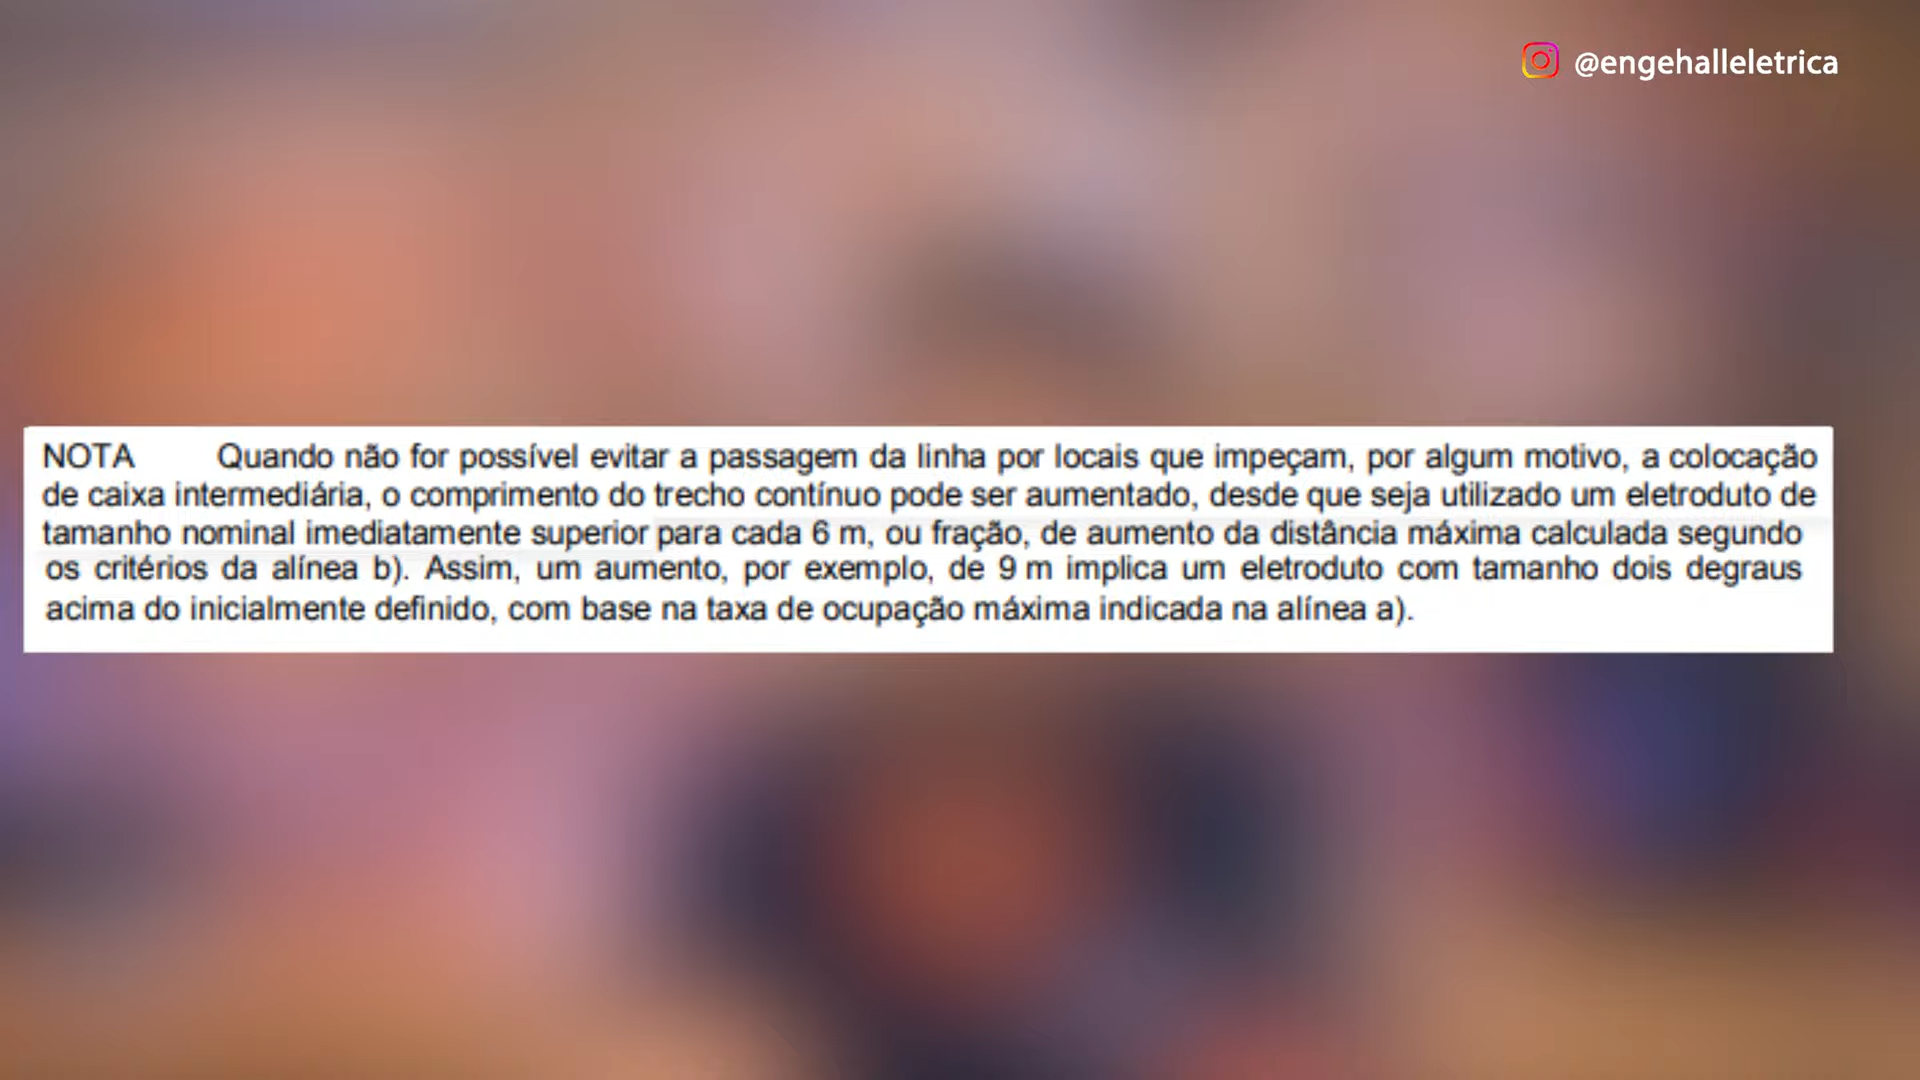 @engehalleletrica
NOTA Quando não for possível evitar a passagem da linha por locais que impeçam, por algum motivo, a colocação
de caixa intermediária, o comprimento do trecho contínuo pode ser aumentado, desde que seja utilizado um eletroduto de
tamanho nominal imediatamente superior para cada 6 m, ou fração, de aumento da distância máxima calculada segundo
os critérios da alínea b). Assim, um aumento, por exemplo, de 9 m implica um eletroduto com tamanho dois degraus
acima do inicialmente definido, com base na taxa de ocupação máxima indicada na alínea a).